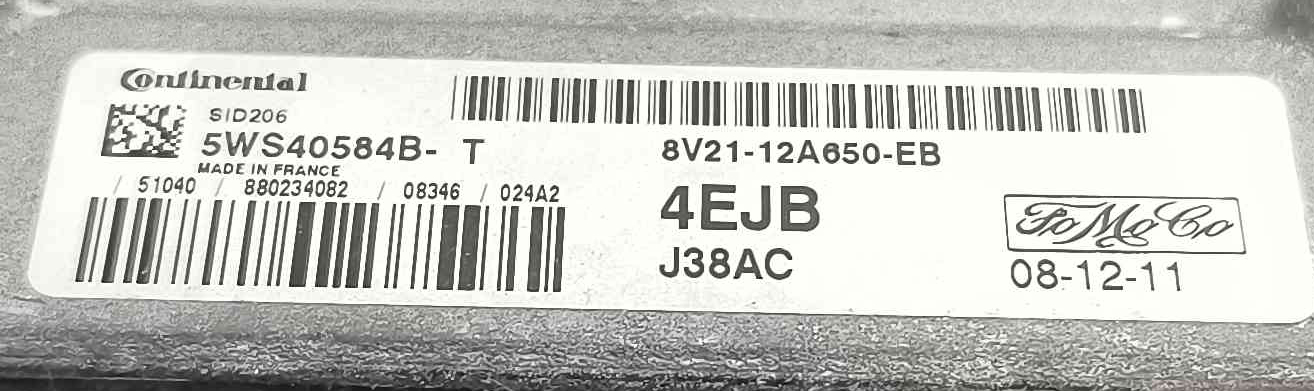 Continental
SID206
5WS40584B- T
MADE IN FRANCE
/ 51040 / 880234082 / 08346 / 024A2
8V21-12A650-EB
4EJB
J38AC
FoMoCo
08-12-11